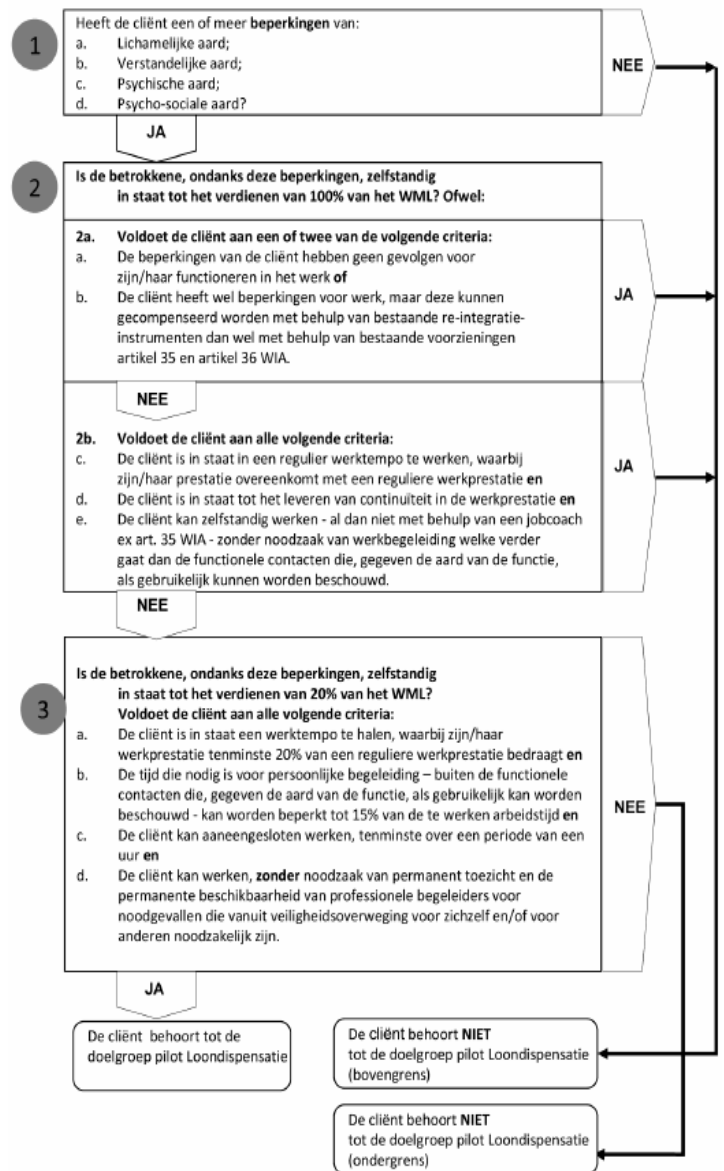 1
Heeft de cliënt een of meer beperkingen van:
a. Lichamelijke aard;
b. Verstandelijke aard;
c. Psychische aard;
d. Psycho-sociale aard?
NEE
JA
2
Is de betrokkene, ondanks deze beperkingen, zelfstandig
in staat tot het verdienen van 100% van het WML? Ofwel:
2a. Voldoet de cliënt aan een of twee van de volgende criteria:
a. De beperkingen van de cliënt hebben geen gevolgen voor
zijn/haar functioneren in het werk of
b. De cliënt heeft wel beperkingen voor werk, maar deze kunnen
gecompenseerd worden met behulp van bestaande re-integratie-
instrumenten dan wel met behulp van bestaande voorzieningen
artikel 35 en artikel 36 WIA.
JA
NEE
2b. Voldoet de cliënt aan alle volgende criteria:
c. De cliënt is in staat in een regulier werktempo te werken, waarbij
zijn/haar prestatie overeenkomt met een reguliere werkprestatie en
d. De cliënt is in staat tot het leveren van continuïteit in de werkprestatie en
e. De cliënt kan zelfstandig werken - al dan niet met behulp van een jobcoach
ex art. 35 WIA - zonder noodzaak van werkbegeleiding welke verder
gaat dan de functionele contacten die, gegeven de aard van de functie,
als gebruikelijk kunnen worden beschouwd.
JA
NEE
3
Is de betrokkene, ondanks deze beperkingen, zelfstandig
in staat tot het verdienen van 20% van het WML?
Voldoet de cliënt aan alle volgende criteria:
a. De cliënt is in staat een werktempo te halen, waarbij zijn/haar
werkprestatie tenminste 20% van een reguliere werkprestatie bedraagt en
b. De tijd die nodig is voor persoonlijke begeleiding – buiten de functionele
contacten die, gegeven de aard van de functie, als gebruikelijk kan worden
beschouwd - kan worden beperkt tot 15% van de te werken arbeidstijd en
c. De cliënt kan aaneengesloten werken, tenminste over een periode van een
uur en
d. De cliënt kan werken, zonder noodzaak van permanent toezicht en de
permanente beschikbaarheid van professionele begeleiders voor
noodgevallen die vanuit veiligheidsoverweging voor zichzelf en/of voor
anderen noodzakelijk zijn.
NEE
JA
De cliënt behoort tot de
doelgroep pilot Loondispensatie
De cliënt behoort NIET
tot de doelgroep pilot Loondispensatie
(bovengrens)
De cliënt behoort NIET
tot de doelgroep pilot Loondispensatie
(ondergrens)